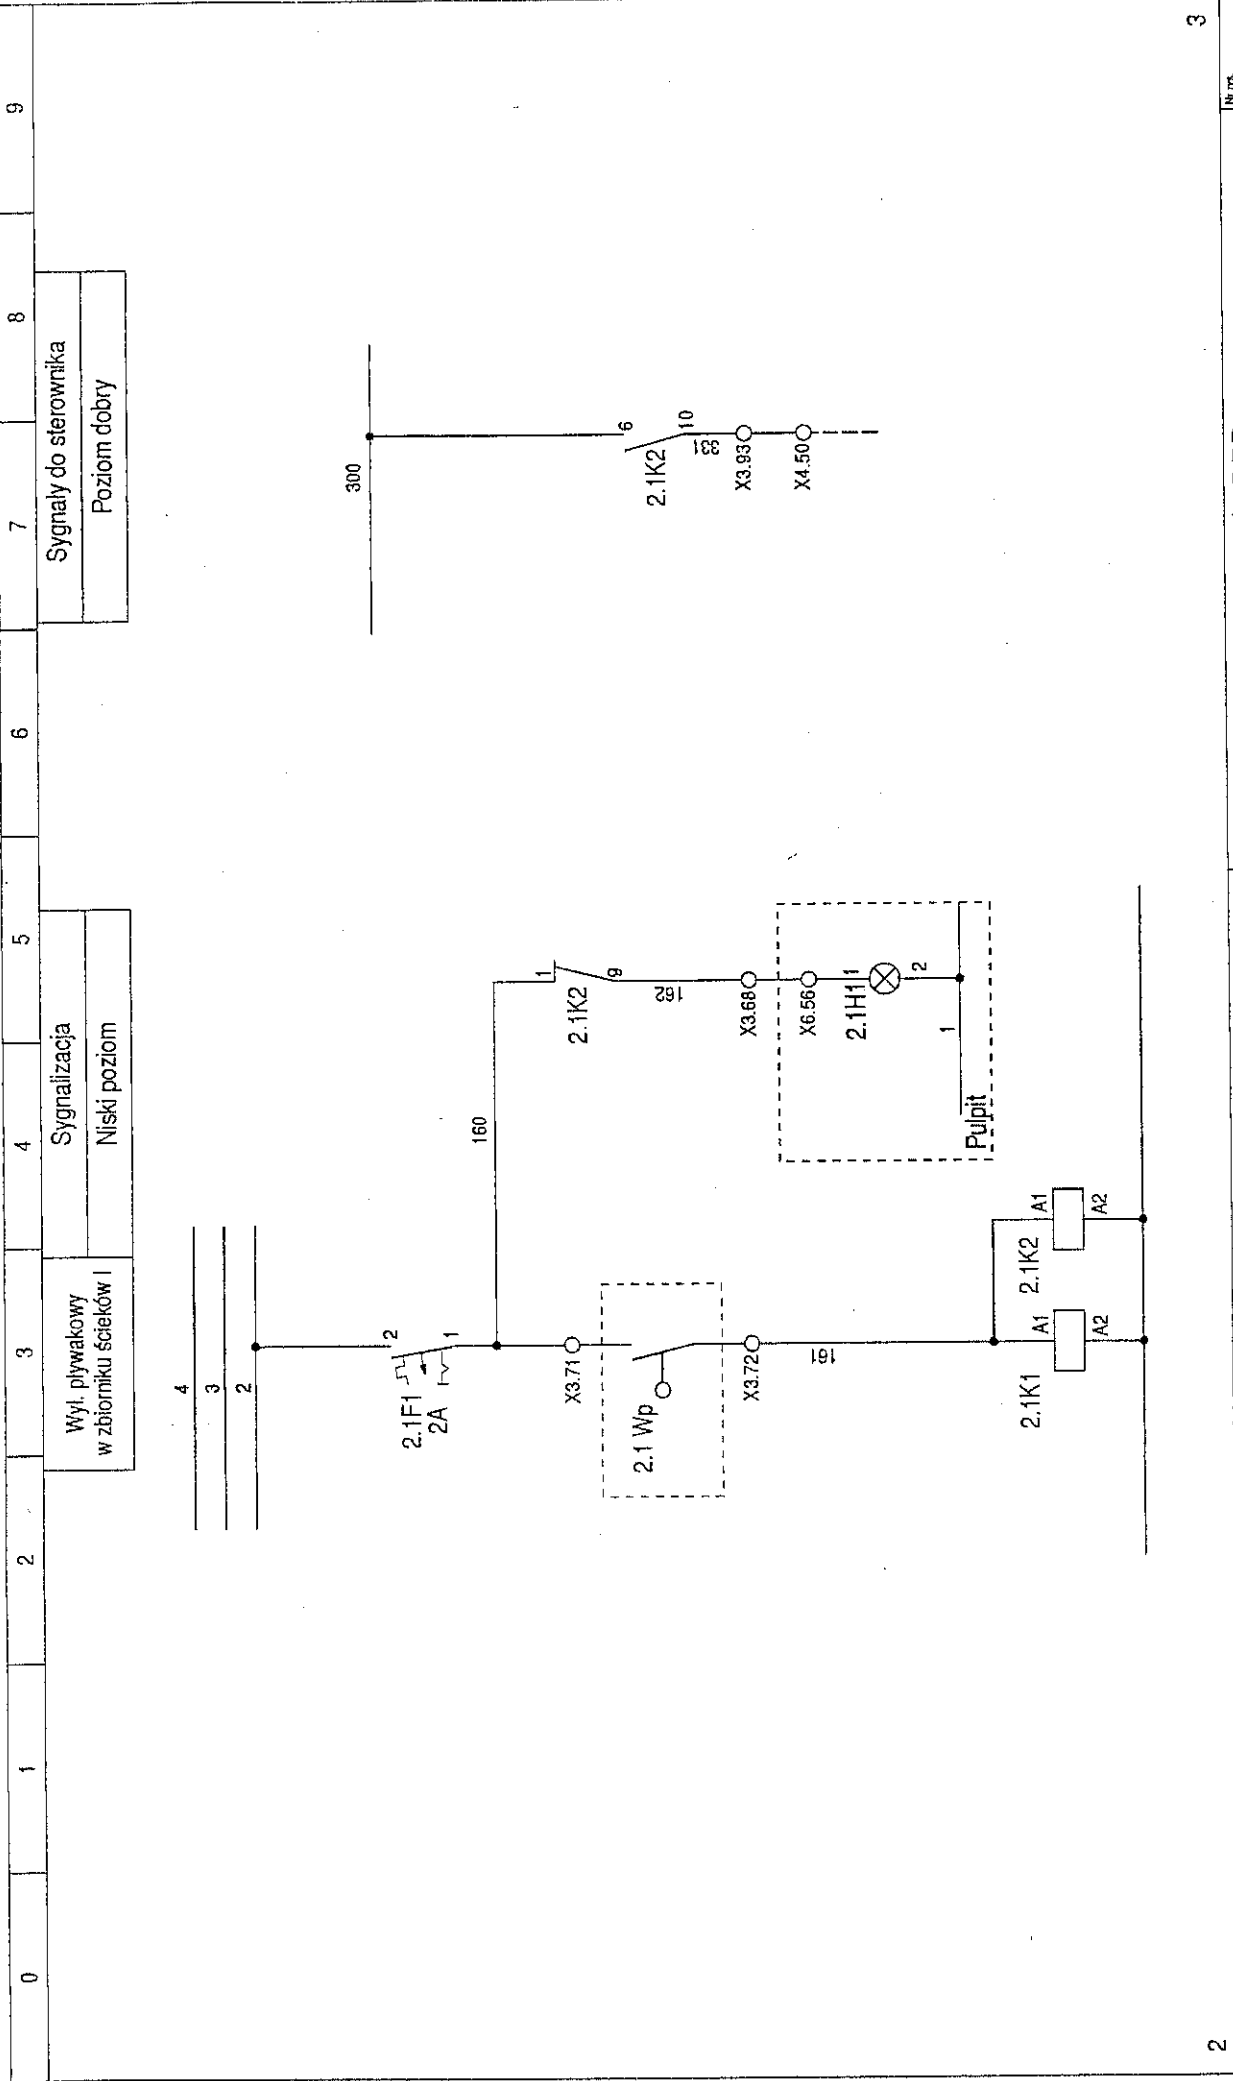 0 1 2 3 4 5 6 7 8 9
Wył. pływakowy
w zbiorniku ścieków I
Sygnalizacja
Niski poziom
Sygnały do sterownika
Poziom dobry
4
3
2
300
2.1F1
2A
2
1
160
X3.71
2.1 Wp
X3.72
161
2.1K2
1
9
162
X3.68
X6.56
2.1H1
1
2
1
Pulpit
2.1K2
6
10
331
X3.93
X4.50
2.1K1
A1
A2
2.1K2
A1
A2
2
3